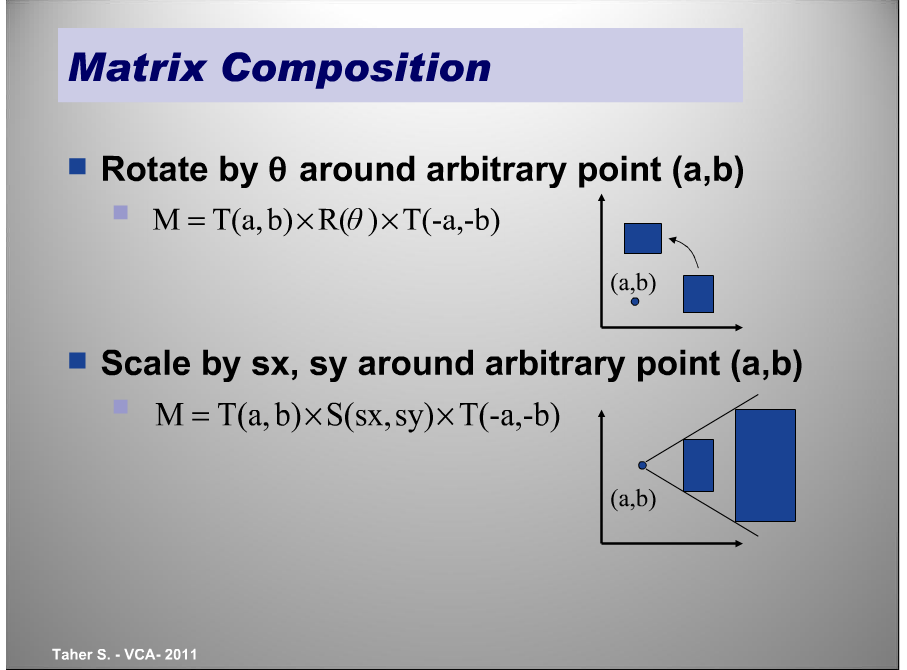 Matrix Composition
Rotate by θ around arbitrary point (a,b)
M = T(a, b)×R(θ)×T(-a,-b)
(a,b)
Scale by sx, sy around arbitrary point (a,b)
M = T(a, b)×S(sx, sy)×T(-a,-b)
(a,b)
Taher S. - VCA- 2011